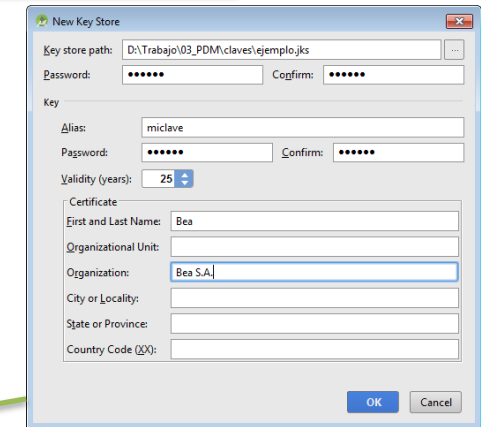 New Key Store
Key store path: D:\Trabajo\03_PDM\claves\ejemplo.jks ...
Password: •••••• Confirm: ••••••
Key
Alias: miclave
Password: •••••• Confirm: ••••••
Validity (years): 25
Certificate
First and Last Name: Bea
Organizational Unit:
Organization: Bea S.A.
City or Locality:
State or Province:
Country Code (XX):
OK Cancel